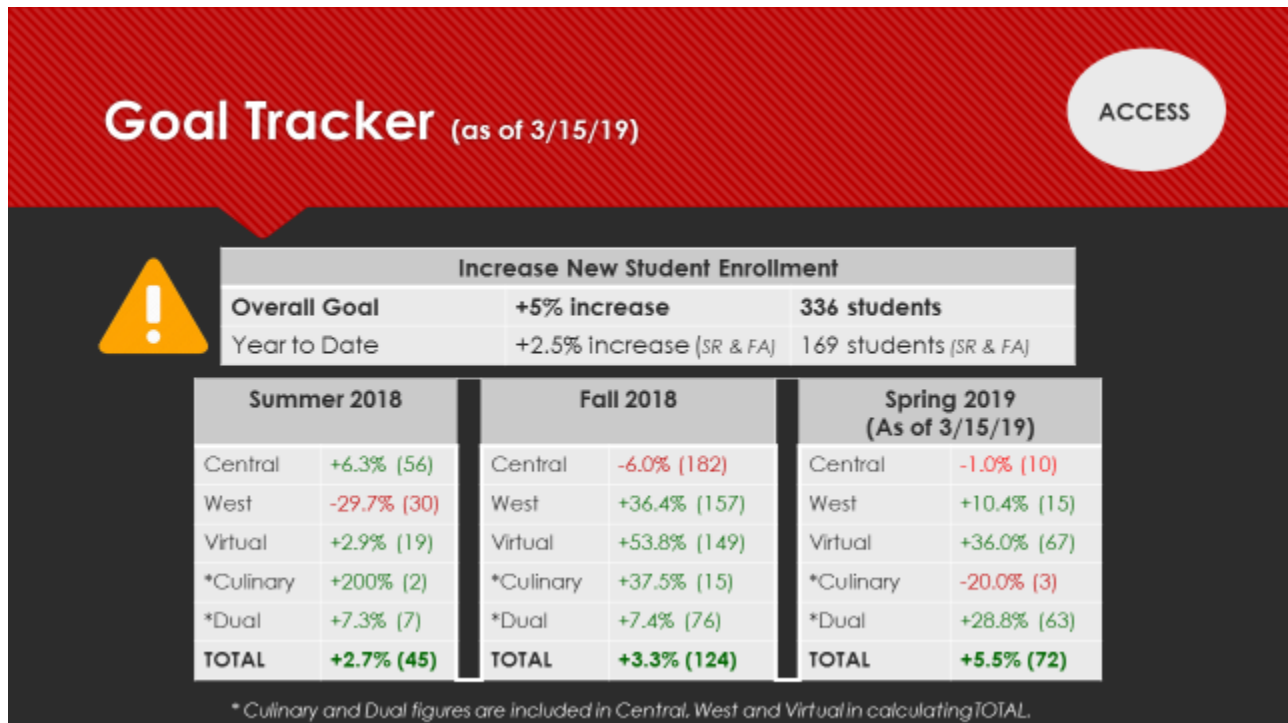 Goal Tracker (as of 3/15/19)
ACCESS
Increase New Student Enrollment
Overall Goal +5% increase 336 students
Year to Date +2.5% increase (SR & FA) 169 students (SR & FA)
Summer 2018
Central +6.3% (56)
West -29.7% (30)
Virtual +2.9% (19)
*Culinary +200% (2)
*Dual +7.3% (7)
TOTAL +2.7% (45)
Fall 2018
Central -6.0% (182)
West +36.4% (157)
Virtual +53.8% (149)
*Culinary +37.5% (15)
*Dual +7.4% (76)
TOTAL +3.3% (124)
Spring 2019
(As of 3/15/19)
Central -1.0% (10)
West +10.4% (15)
Virtual +36.0% (67)
*Culinary -20.0% (3)
*Dual +28.8% (63)
TOTAL +5.5% (72)
* Culinary and Dual figures are included in Central, West and Virtual in calculating TOTAL.